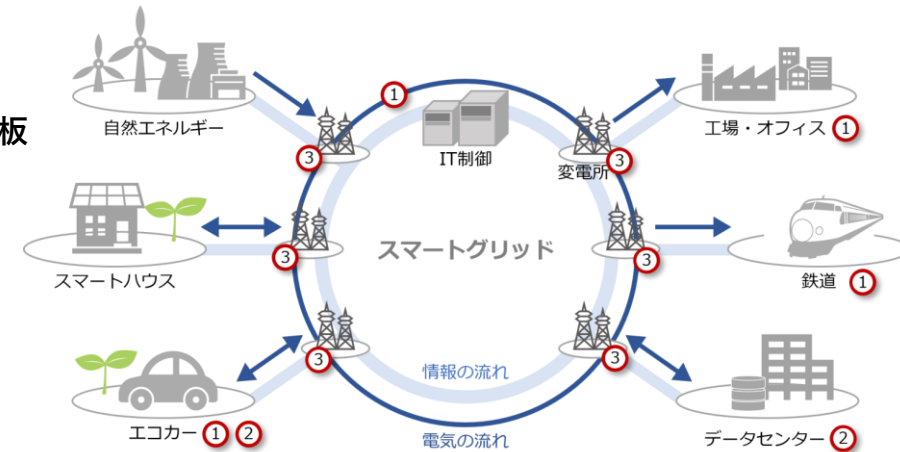 板
自然エネルギー
③
①
IT制御
変電所
③
工場・オフィス ①
スマートハウス
③
スマートグリッド
③
鉄道 ①
エコカー ① ②
③
情報の流れ
電気の流れ
③
データセンター ②